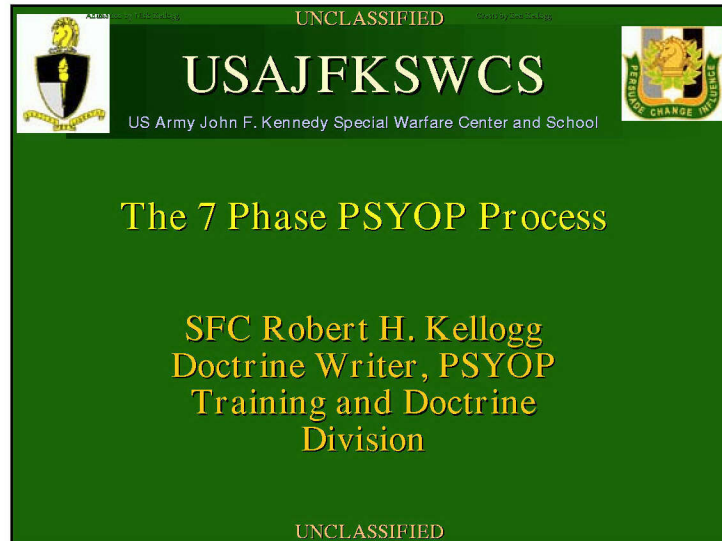 UNCLASSIFIED
USAJFKSWCS
US Army John F. Kennedy Special Warfare Center and School
PERSUADE CHANGE INFLUENCE
The 7 Phase PSYOP Process
SFC Robert H. Kellogg
Doctrine Writer, PSYOP
Training and Doctrine
Division
UNCLASSIFIED